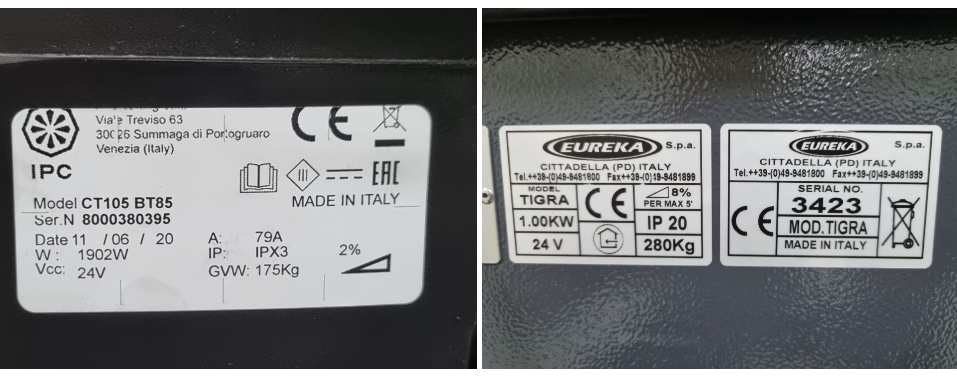 Viale Treviso 63
30026 Summaga di Portogruaro
Venezia (Italy)
CE
IPC
EAC
MADE IN ITALY
Model CT105 BT85
Ser.N 8000380395
Date 11 / 06 / 20
A: 79A
W : 1902W
IP: IPX3
2%
Vcc: 24V
GVW: 175Kg
EUREKA S.p.a.
CITTADELLA (PD) ITALY
Tel.++39-(0)49-9481800 Fax++39-(0)49-9481899
MODEL
TIGRA
CE
8%
PER MAX 5'
1.00KW
IP 20
24 V
280Kg
EUREKA S.p.a.
CITTADELLA (PD) ITALY
Tel.++39-(0)49-9481800 Fax++39-(0)49-9481899
SERIAL NO.
3423
CE
MOD.TIGRA
MADE IN ITALY